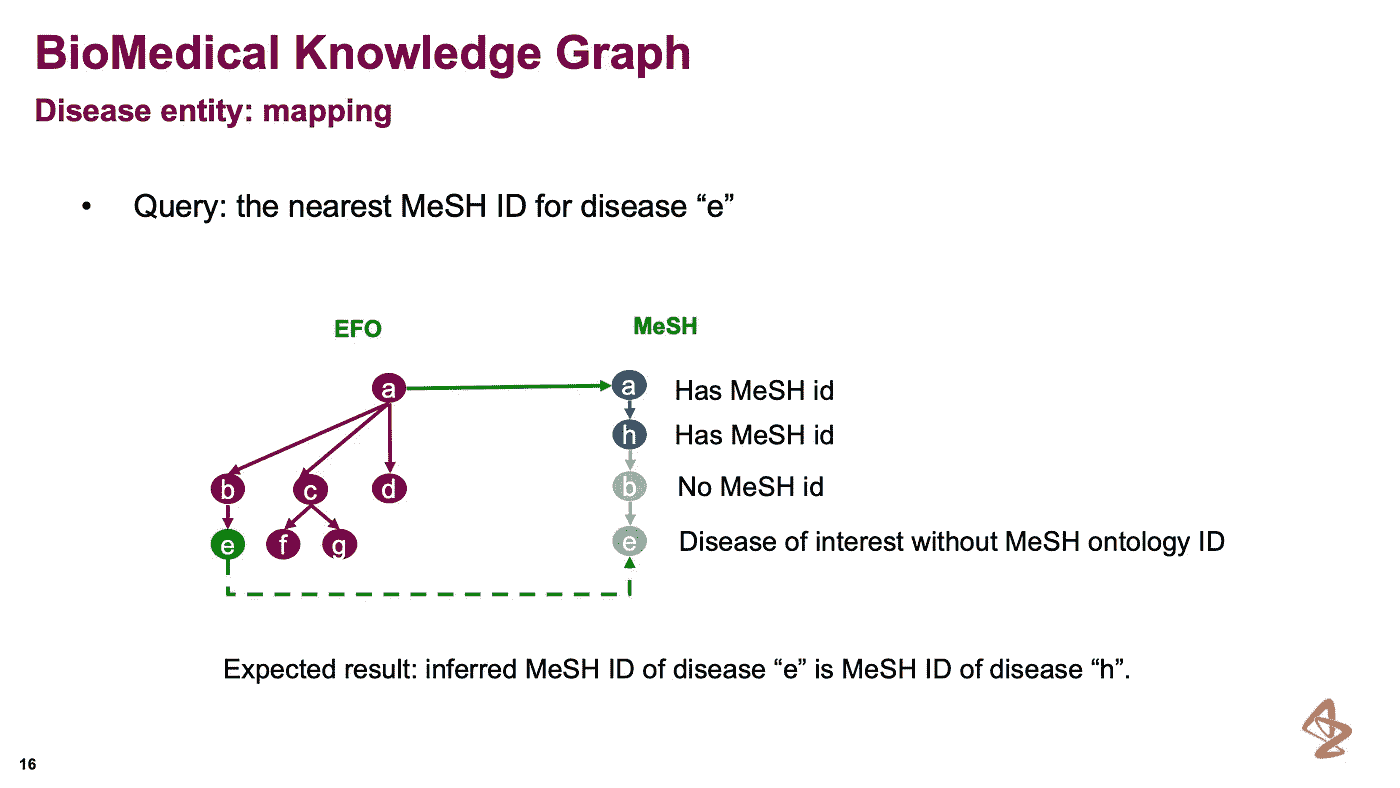 BioMedical Knowledge Graph
Disease entity: mapping
• Query: the nearest MeSH ID for disease “e”
EFO
MeSH
a
a
Has MeSH id
h
Has MeSH id
b
c
d
b
No MeSH id
e
f
g
e
Disease of interest without MeSH ontology ID
Expected result: inferred MeSH ID of disease “e” is MeSH ID of disease “h”.
16